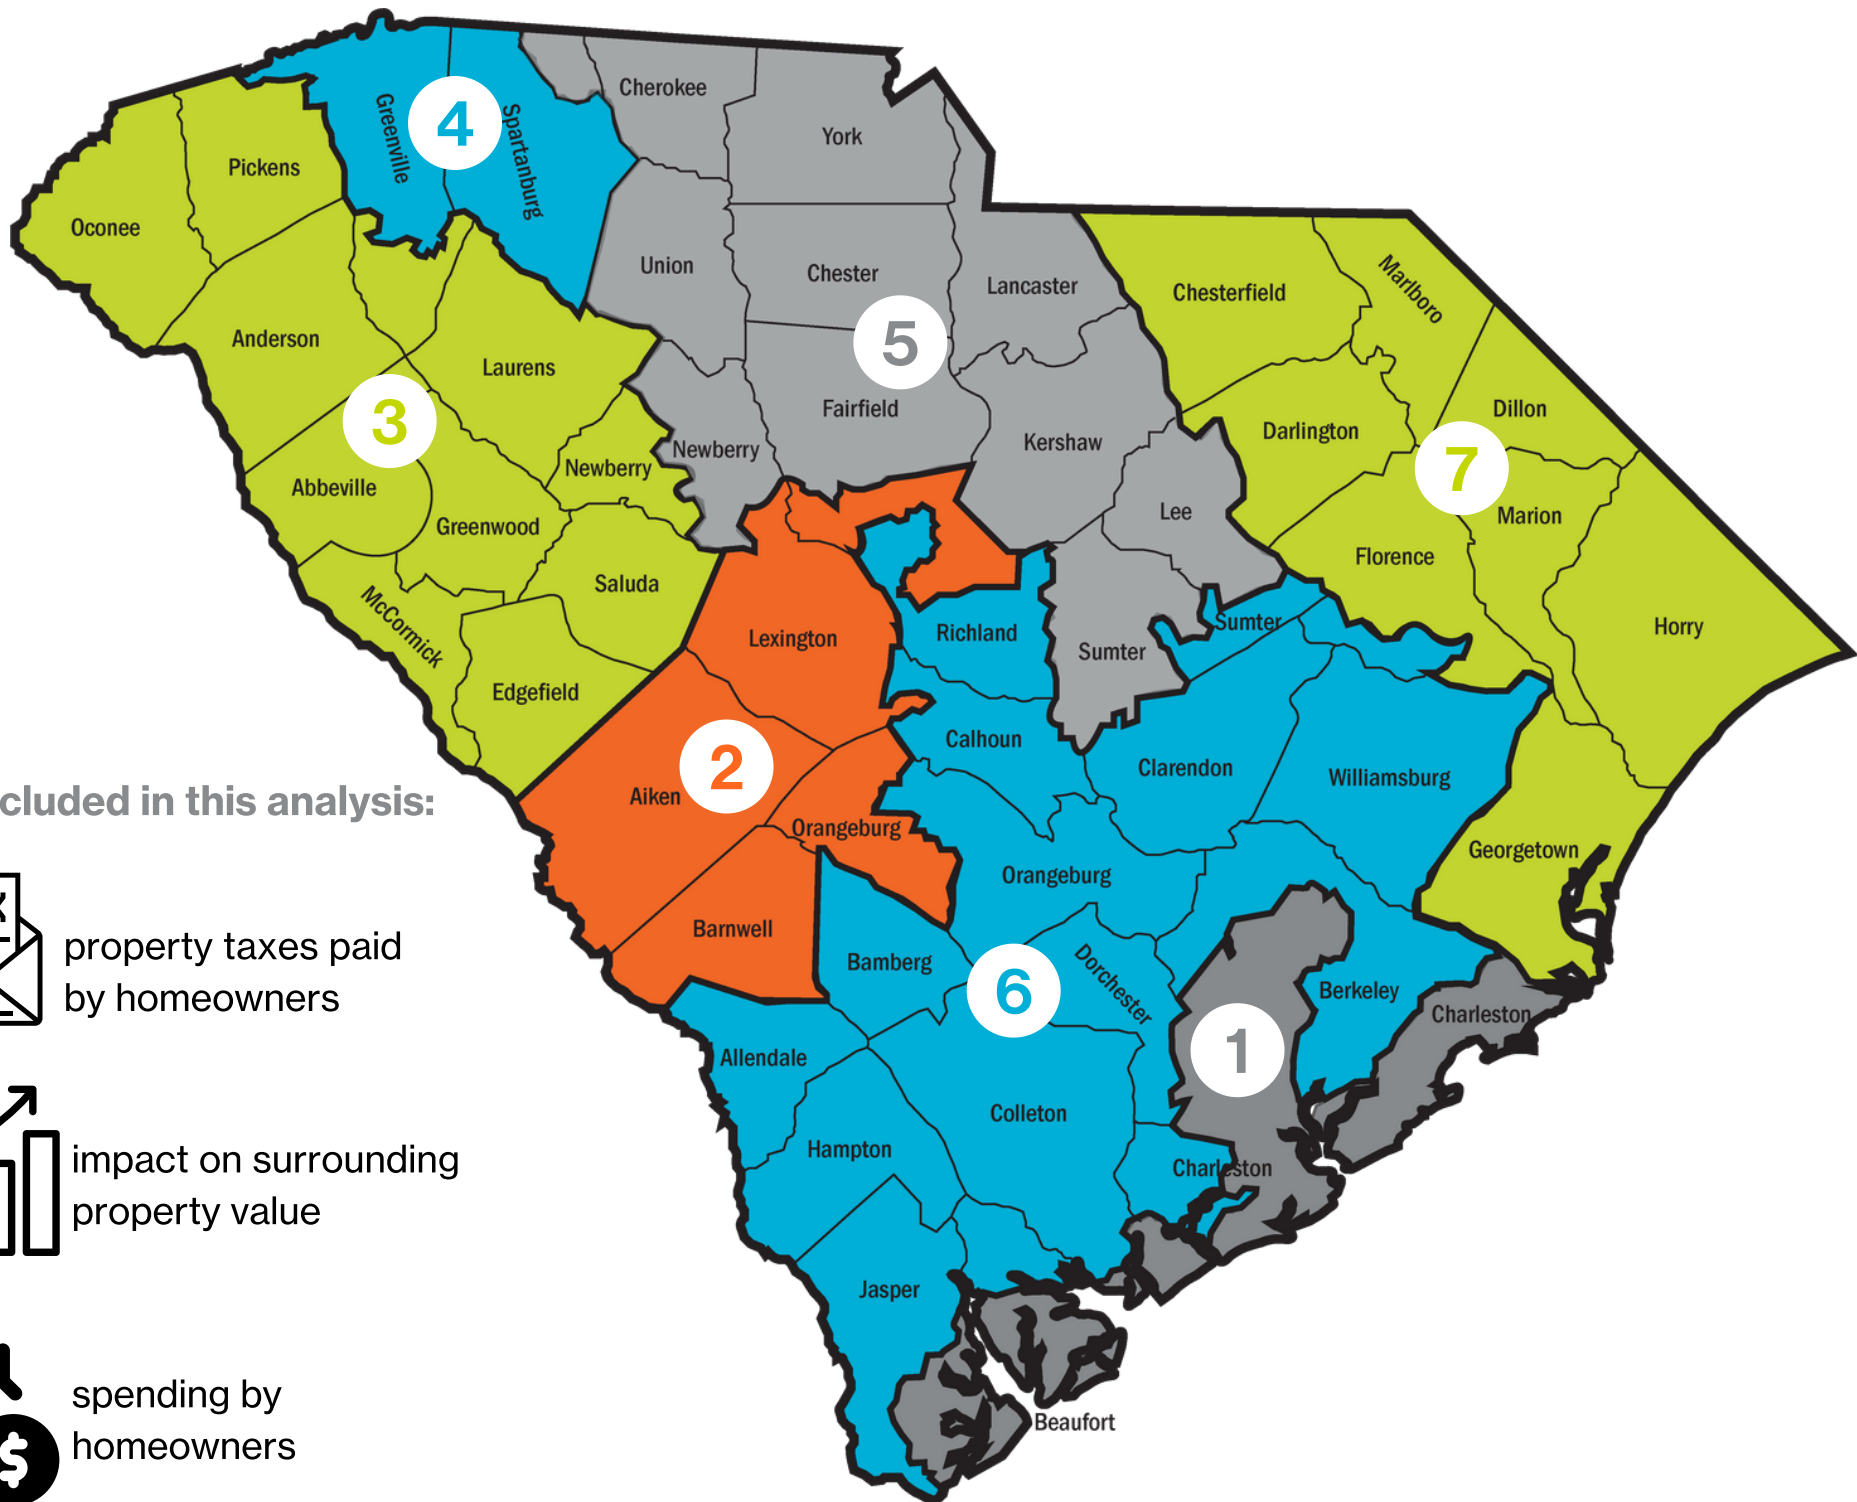 Cherokee
York
Greenville
4
Spartanburg
Pickens
Oconee
Union
Chester
Lancaster
Chesterfield
Marlboro
Anderson
Laurens
5
Fairfield
Dillon
3
Darlington
Kershaw
Newberry
Newberry
7
Abbeville
Greenwood
Lee
Marion
Florence
Saluda
McCormick
Richland
Sumter
Horry
Lexington
Sumter
Edgefield
Calhoun
2
Clarendon
Williamsburg
Aiken
cluded in this analysis:
Orangeburg
Georgetown
Orangeburg
Barnwell
property taxes paid
by homeowners
Bamberg
6
Dorchester
Berkeley
Charleston
1
Allendale
Colleton
Hampton
impact on surrounding
property value
Charleston
Jasper
spending by
homeowners
$
Beaufort